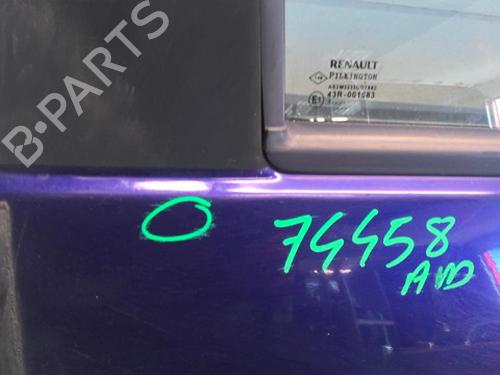 B-PARTS
RENAULT
PILKINGTON
43R-001583
74458
AVD